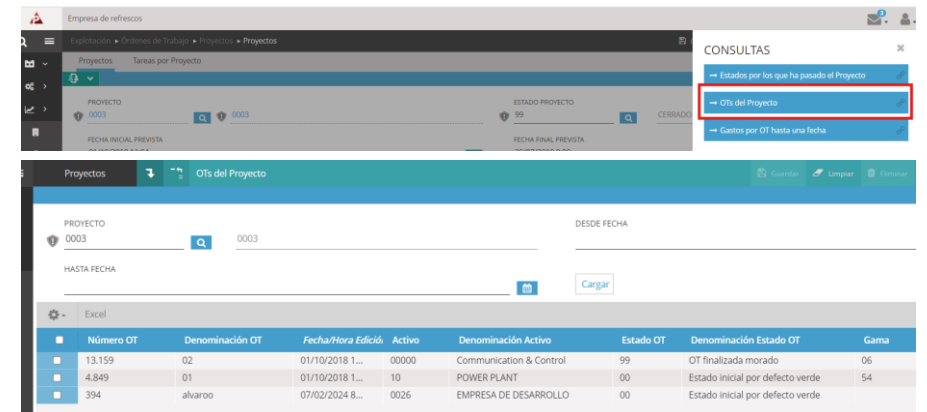 Empresa de refrescos
3
Explotación ▸ Órdenes de Trabajo ▸ Proyectos ▸ Proyectos
CONSULTAS
Proyectos Tareas por Proyecto
→ Estados por los que ha pasado el Proyecto
PROYECTO ESTADO PROYECTO
→ OTs del Proyecto
0003 0003 99 CERRADO
→ Gastos por OT hasta una fecha
FECHA INICIAL PREVISTA FECHA FINAL PREVISTA
Proyectos OTs del Proyecto Guardar Limpiar Eliminar
PROYECTO DESDE FECHA
0003 0003
HASTA FECHA
Cargar
Excel
Número OT Denominación OT Fecha/Hora Edició Activo Denominación Activo Estado OT Denominación Estado OT Gama
13.159 02 01/10/2018 1... 00000 Communication & Control 99 OT finalizada morado 06
4.849 01 01/10/2018 1... 10 POWER PLANT 00 Estado inicial por defecto verde 54
394 alvaroo 07/02/2024 8... 0026 EMPRESA DE DESARROLLO 00 Estado inicial por defecto verde